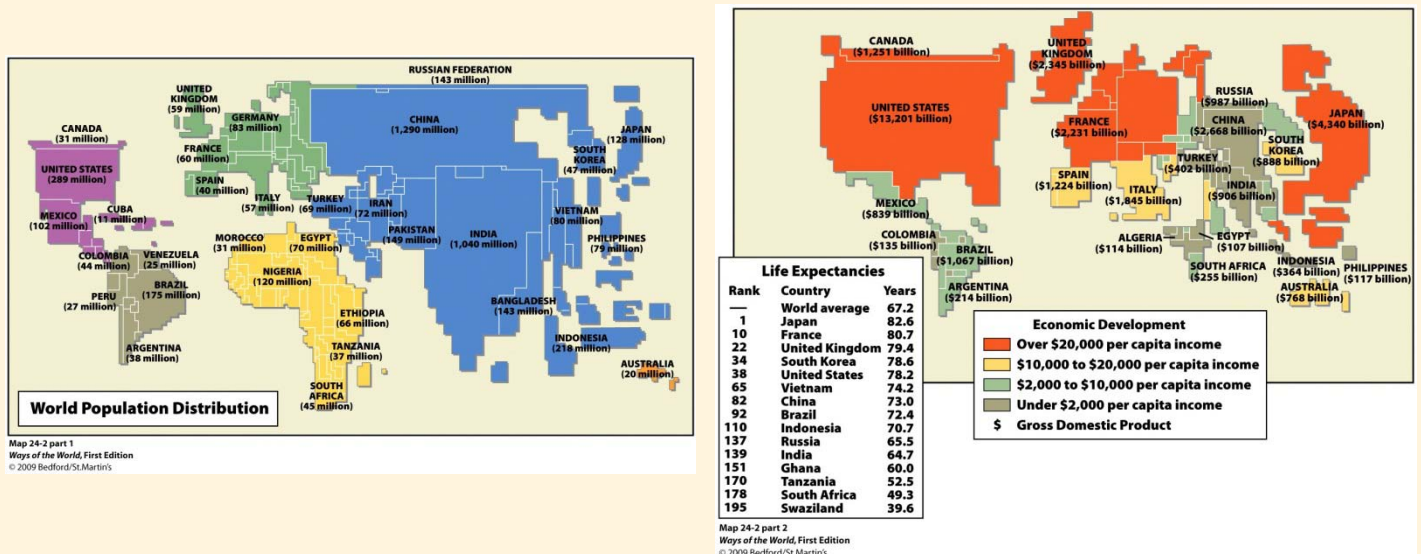 RUSSIAN FEDERATION
(143 million)
UNITED
KINGDOM
(59 million)
GERMANY
(83 million)
CHINA
(1,290 million)
CANADA
(31 million)
JAPAN
(128 million)
FRANCE
(60 million)
SOUTH
KOREA
(47 million)
UNITED STATES
(289 million)
SPAIN
(40 million)
ITALY
(57 million)
TURKEY
(69 million)
IRAN
(72 million)
CUBA
(11 million)
MEXICO
(102 million)
VIETNAM
(80 million)
PAKISTAN
(149 million)
INDIA
(1,040 million)
MOROCCO
(31 million)
EGYPT
(70 million)
PHILIPPINES
(79 million)
COLOMBIA
(44 million)
VENEZUELA
(25 million)
NIGERIA
(120 million)
BRAZIL
(175 million)
PERU
(27 million)
BANGLADESH
(143 million)
ETHIOPIA
(66 million)
INDONESIA
(218 million)
ARGENTINA
(38 million)
TANZANIA
(37 million)
AUSTRALIA
(20 million)
SOUTH
AFRICA
(45 million)
World Population Distribution
Map 24-2 part 1
Ways of the World, First Edition
© 2009 Bedford/St.Martin's
CANADA
($1,251 billion)
UNITED
KINGDOM
($2,345 billion)
RUSSIA
($987 billion)
UNITED STATES
($13,201 billion)
JAPAN
($4,340 billion)
FRANCE
($2,231 billion)
CHINA
($2,668 billion)
SOUTH
KOREA
($888 billion)
TURKEY
($402 billion)
SPAIN
($1,224 billion)
ITALY
($1,845 billion)
INDIA
($906 billion)
MEXICO
($839 billion)
COLOMBIA
($135 billion)
ALGERIA
($114 billion)
EGYPT
($107 billion)
BRAZIL
($1,067 billion)
SOUTH AFRICA
($255 billion)
INDONESIA
($364 billion)
PHILIPPINES
($117 billion)
ARGENTINA
($214 billion)
AUSTRALIA
($768 billion)
Life Expectancies
Rank Country Years
— World average 67.2
1 Japan 82.6
10 France 80.7
22 United Kingdom 79.4
34 South Korea 78.6
38 United States 78.2
65 Vietnam 74.2
82 China 73.0
92 Brazil 72.4
110 Indonesia 70.7
137 Russia 65.5
139 India 64.7
151 Ghana 60.0
170 Tanzania 52.5
178 South Africa 49.3
195 Swaziland 39.6
Economic Development
Over $20,000 per capita income
$10,000 to $20,000 per capita income
$2,000 to $10,000 per capita income
Under $2,000 per capita income
$ Gross Domestic Product
Map 24-2 part 2
Ways of the World, First Edition
© 2009 Bedford/St.Martin's